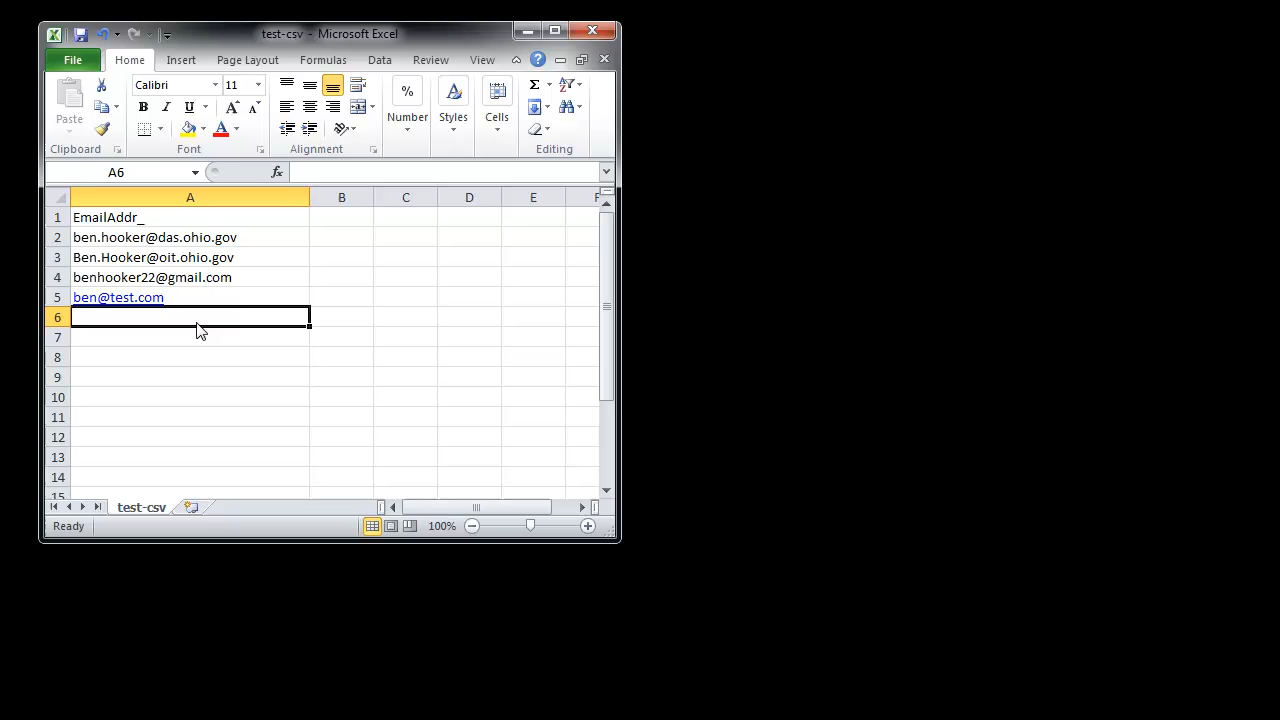 test-csv - Microsoft Excel
File Home Insert Page Layout Formulas Data Review View
Paste
Calibri 11
B I U A A
A
% A
Number Styles Cells
Σ
Clipboard Font Alignment Editing
A6 fx
A B C D E F
1 EmailAddr_
2 ben.hooker@das.ohio.gov
3 Ben.Hooker@oit.ohio.gov
4 benhooker22@gmail.com
5 ben@test.com
6
7
8
9
10
11
12
13
14
15
test-csv
Ready 100%